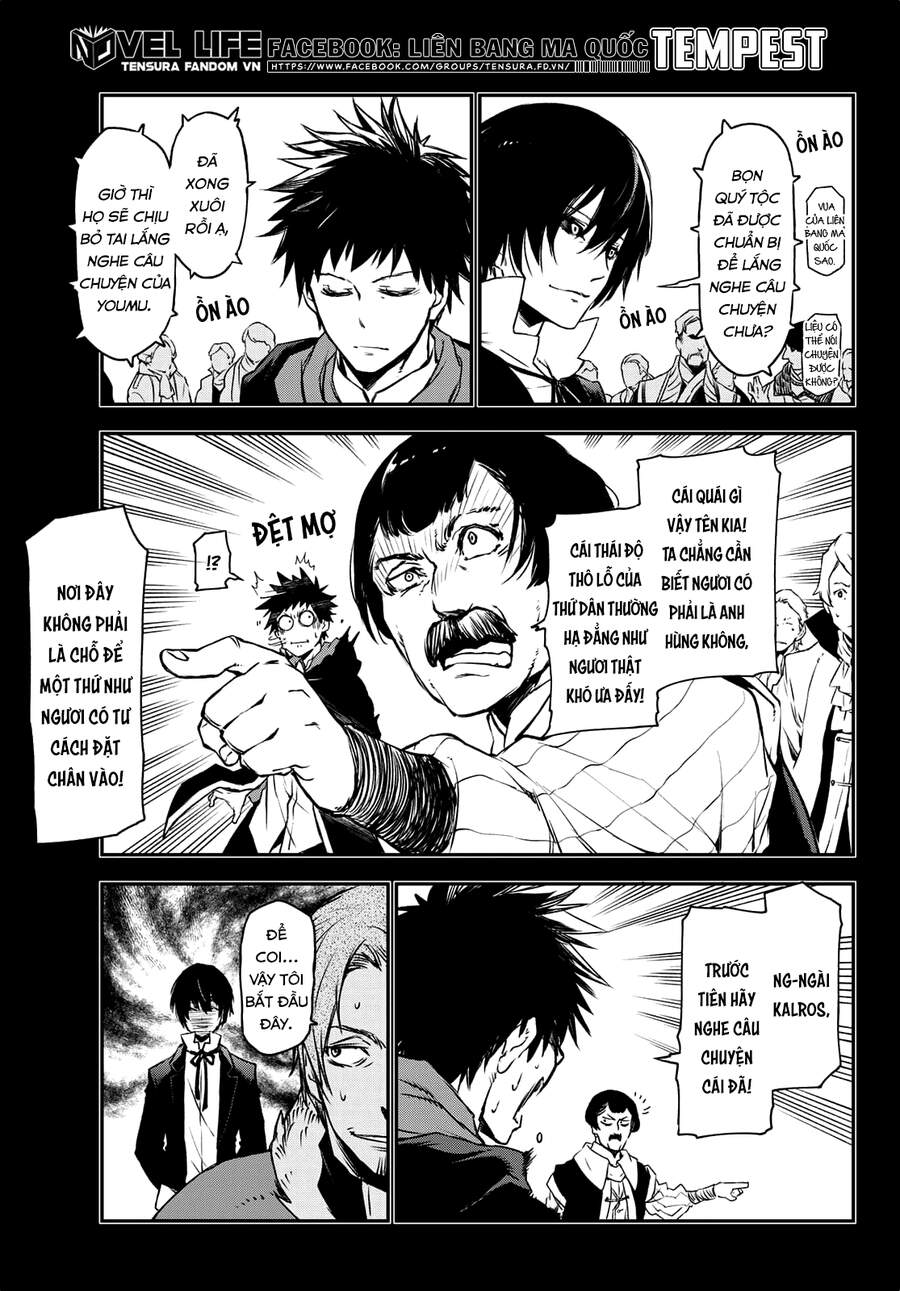 NOVEL LIFE
TENSURA FANDOM VN
FACEBOOK: LIÊN BANG MA QUỐC
HTTPS://WWW.FACEBOOK.COM/GROUPS/TENSURA.FD.VN/
TEMPEST
ỒN ÀO
VUA
CỦA LIÊN
BANG MA
QUỐC
SAO.
BỌN
QUÝ TỘC
ĐÃ ĐƯỢC
CHUẨN BỊ
ĐỂ LẮNG
NGHE CÂU
CHUYỆN
CHƯA?
ỒN ÀO
LIỆU CÓ
THỂ NÓI
CHUYỆN
ĐƯỢC
KHÔNG?
ĐÃ
XONG
XUÔI
RỒI Ạ,
GIỜ THÌ
HỌ SẼ CHỊU
BỎ TAI LẮNG
NGHE CÂU
CHUYỆN CỦA
YOUMU.
ỒN ÀO
CÁI QUÁI GÌ
VẬY TÊN KIA!
TA CHẲNG CẦN
BIẾT NGƯƠI CÓ
PHẢI LÀ ANH
HÙNG KHÔNG,
CÁI THÁI ĐỘ
THÔ LỖ CỦA
THỨ DÂN THƯỜNG
HẠ ĐẲNG NHƯ
NGƯƠI THẬT
KHÓ ƯA ĐẤY!
ĐỆT MỢ
!?
NƠI ĐÂY
KHÔNG PHẢI
LÀ CHỖ ĐỂ
MỘT THỨ NHƯ
NGƯƠI CÓ TƯ
CÁCH ĐẶT
CHÂN VÀO!
NG-NGÀI
KALROS,
TRƯỚC
TIÊN HÃY
NGHE CÂU
CHUYỆN
CÁI ĐÃ!
ĐỂ
COI...
VẬY TÔI
BẮT ĐẦU
ĐÂY.